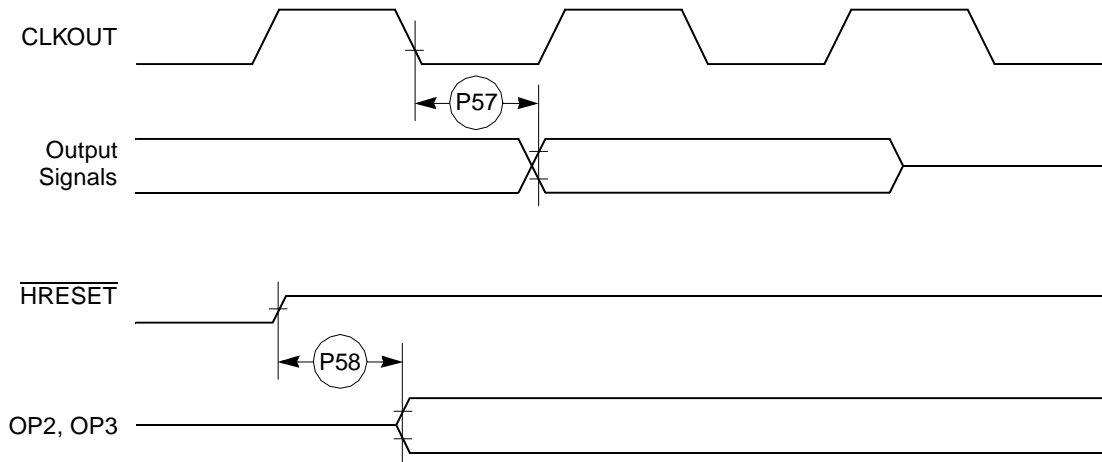 CLKOUT
P57
Output
Signals
HRESET
P58
OP2, OP3